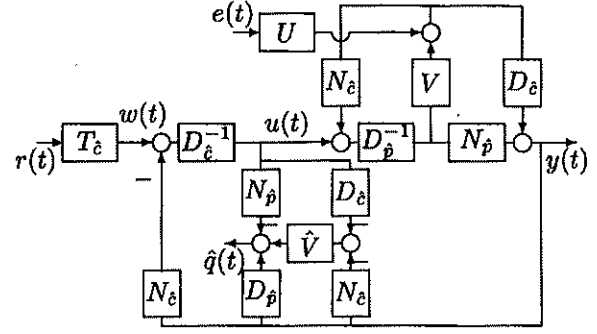 e(t) U
N_ĉ V D_ĉ
r(t) T_ĉ w(t) D_ĉ^{-1} u(t) D_p̂^{-1} N_p̂ y(t)
−
N_p̂ D_ĉ
− −
q̂(t) V̂
−
N_ĉ D_p̂ N_ĉ